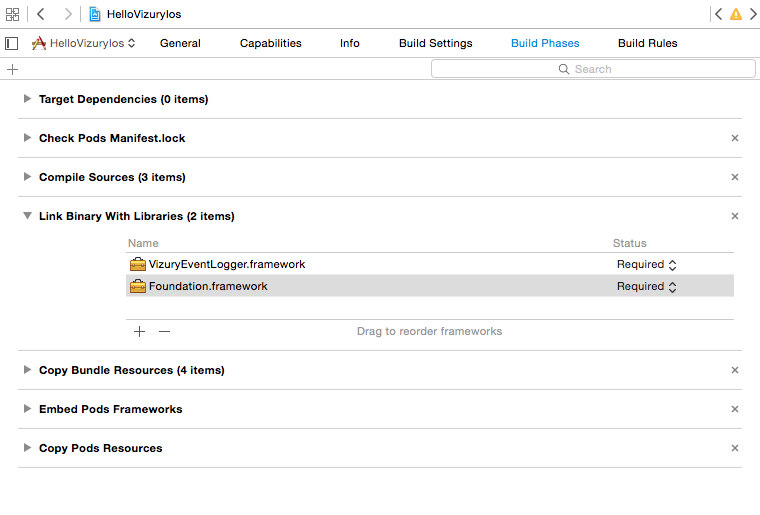 HelloVizuryIos
HelloVizuryIos General Capabilities Info Build Settings Build Phases Build Rules
Search
Target Dependencies (0 items)
Check Pods Manifest.lock
Compile Sources (3 items)
Link Binary With Libraries (2 items)
Name Status
VizuryEventLogger.framework Required
Foundation.framework Required
Drag to reorder frameworks
Copy Bundle Resources (4 items)
Embed Pods Frameworks
Copy Pods Resources